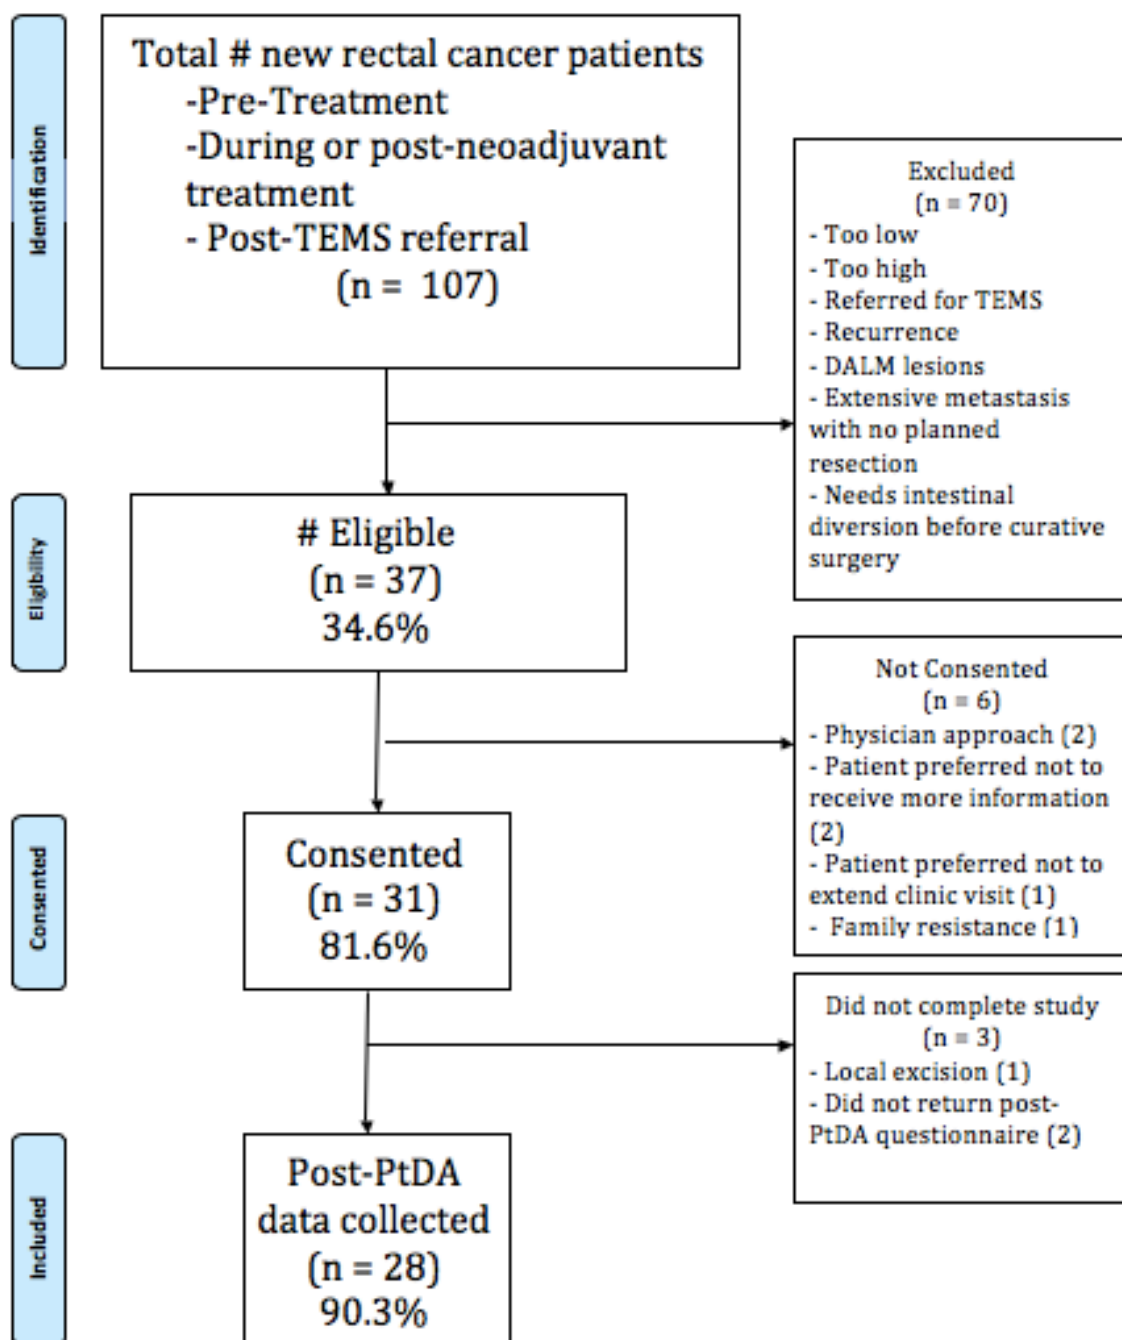 Identification
Total # new rectal cancer patients
-Pre-Treatment
-During or post-neoadjuvant
treatment
- Post-TEMS referral
(n = 107)
Excluded
(n = 70)
- Too low
- Too high
- Referred for TEMS
- Recurrence
- DALM lesions
- Extensive metastasis
with no planned
resection
- Needs intestinal
diversion before curative
surgery
Eligibility
# Eligible
(n = 37)
34.6%
Not Consented
(n = 6)
- Physician approach (2)
- Patient preferred not to
receive more information
(2)
- Patient preferred not to
extend clinic visit (1)
- Family resistance (1)
Consented
Consented
(n = 31)
81.6%
Did not complete study
(n = 3)
- Local excision (1)
- Did not return post-
PtDA questionnaire (2)
Included
Post-PtDA
data collected
(n = 28)
90.3%